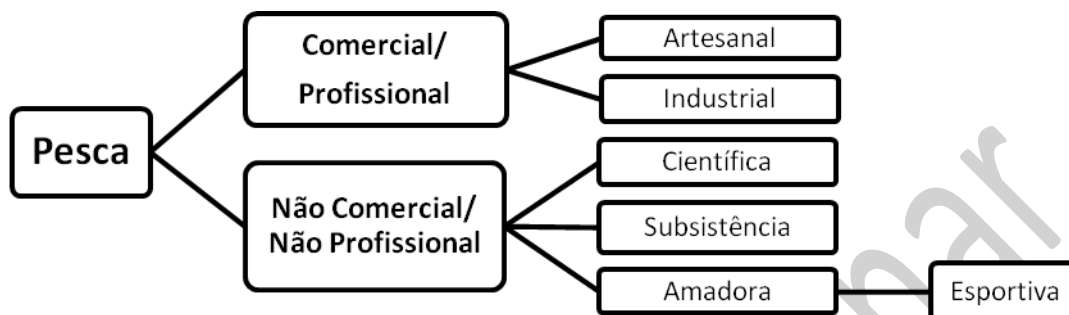 Pesca
Comercial/
Profissional
Artesanal
Industrial
Não Comercial/
Não Profissional
Científica
Subsistência
Amadora
Esportiva